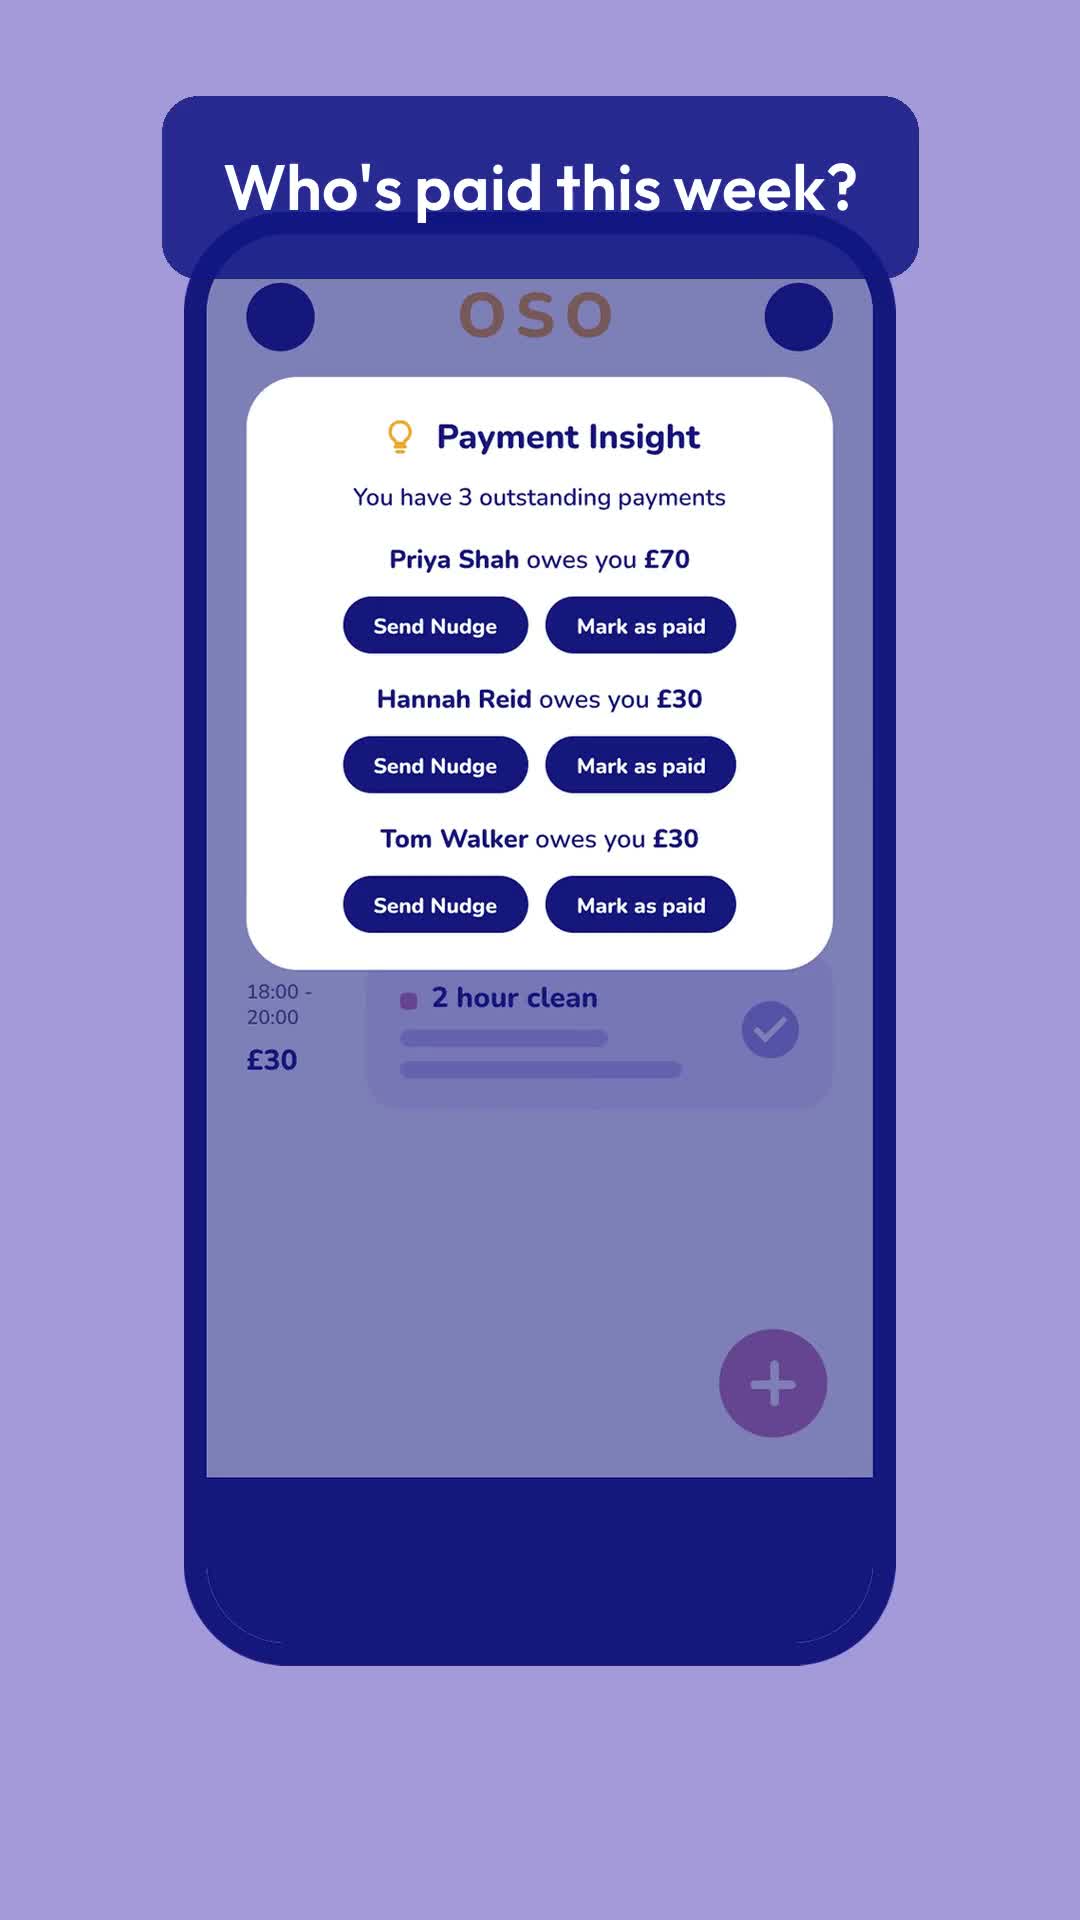 Who's paid this week?
OSO
Payment Insight
You have 3 outstanding payments
Priya Shah owes you £70
Send Nudge Mark as paid
Hannah Reid owes you £30
Send Nudge Mark as paid
Tom Walker owes you £30
Send Nudge Mark as paid
18:00 -
20:00
£30
2 hour clean